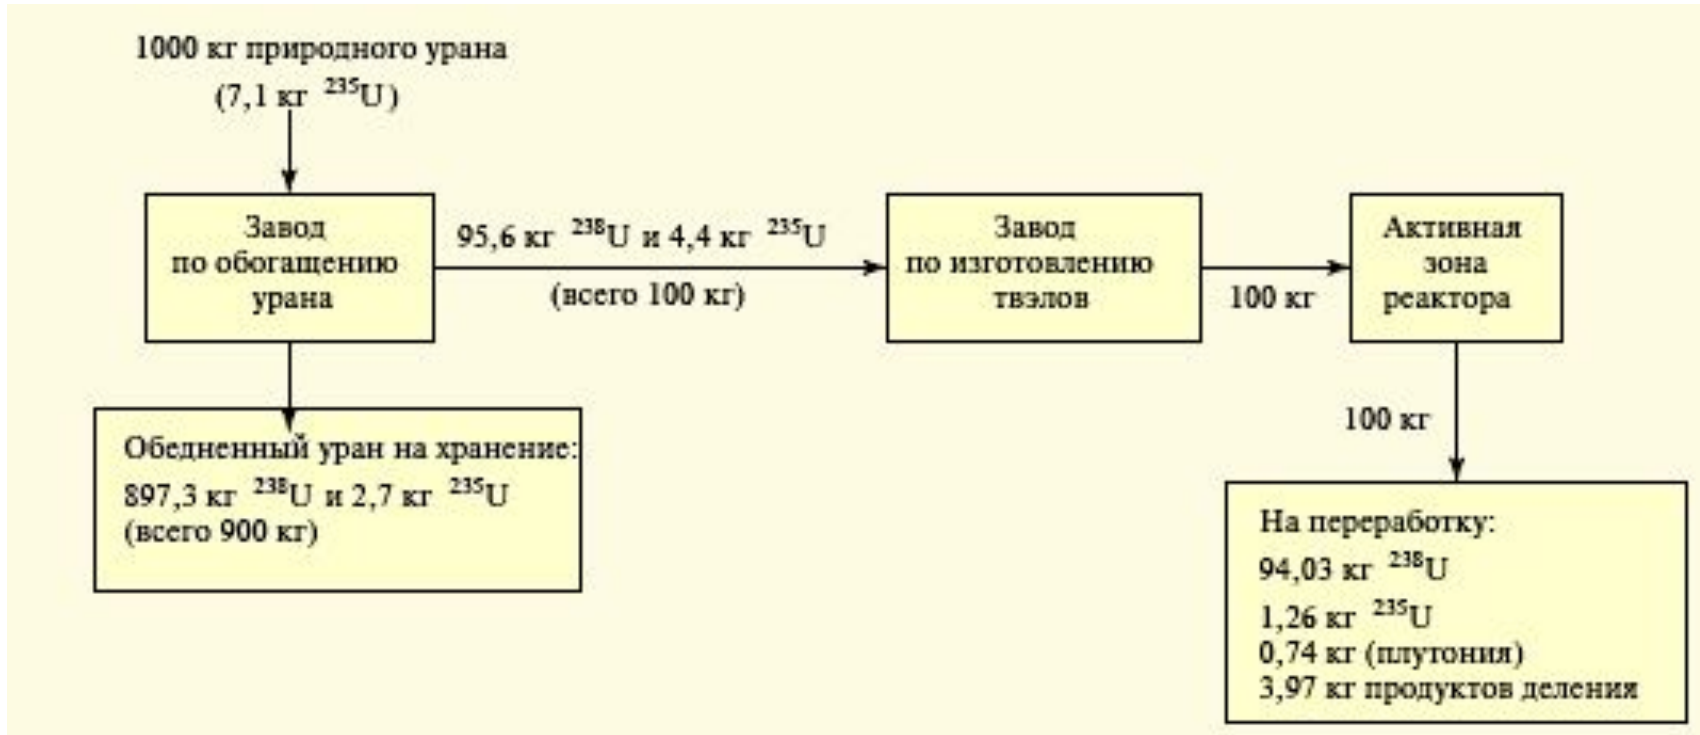 1000 кг природного урана
(7,1 кг ²³⁵U)
Завод
по обогащению
урана
95,6 кг ²³⁸U и 4,4 кг ²³⁵U
(всего 100 кг)
Завод
по изготовлению
твэлов
100 кг
Активная
зона
реактора
100 кг
Обедненный уран на хранение:
897,3 кг ²³⁸U и 2,7 кг ²³⁵U
(всего 900 кг)
На переработку:
94,03 кг ²³⁸U
1,26 кг ²³⁵U
0,74 кг (плутония)
3,97 кг продуктов деления